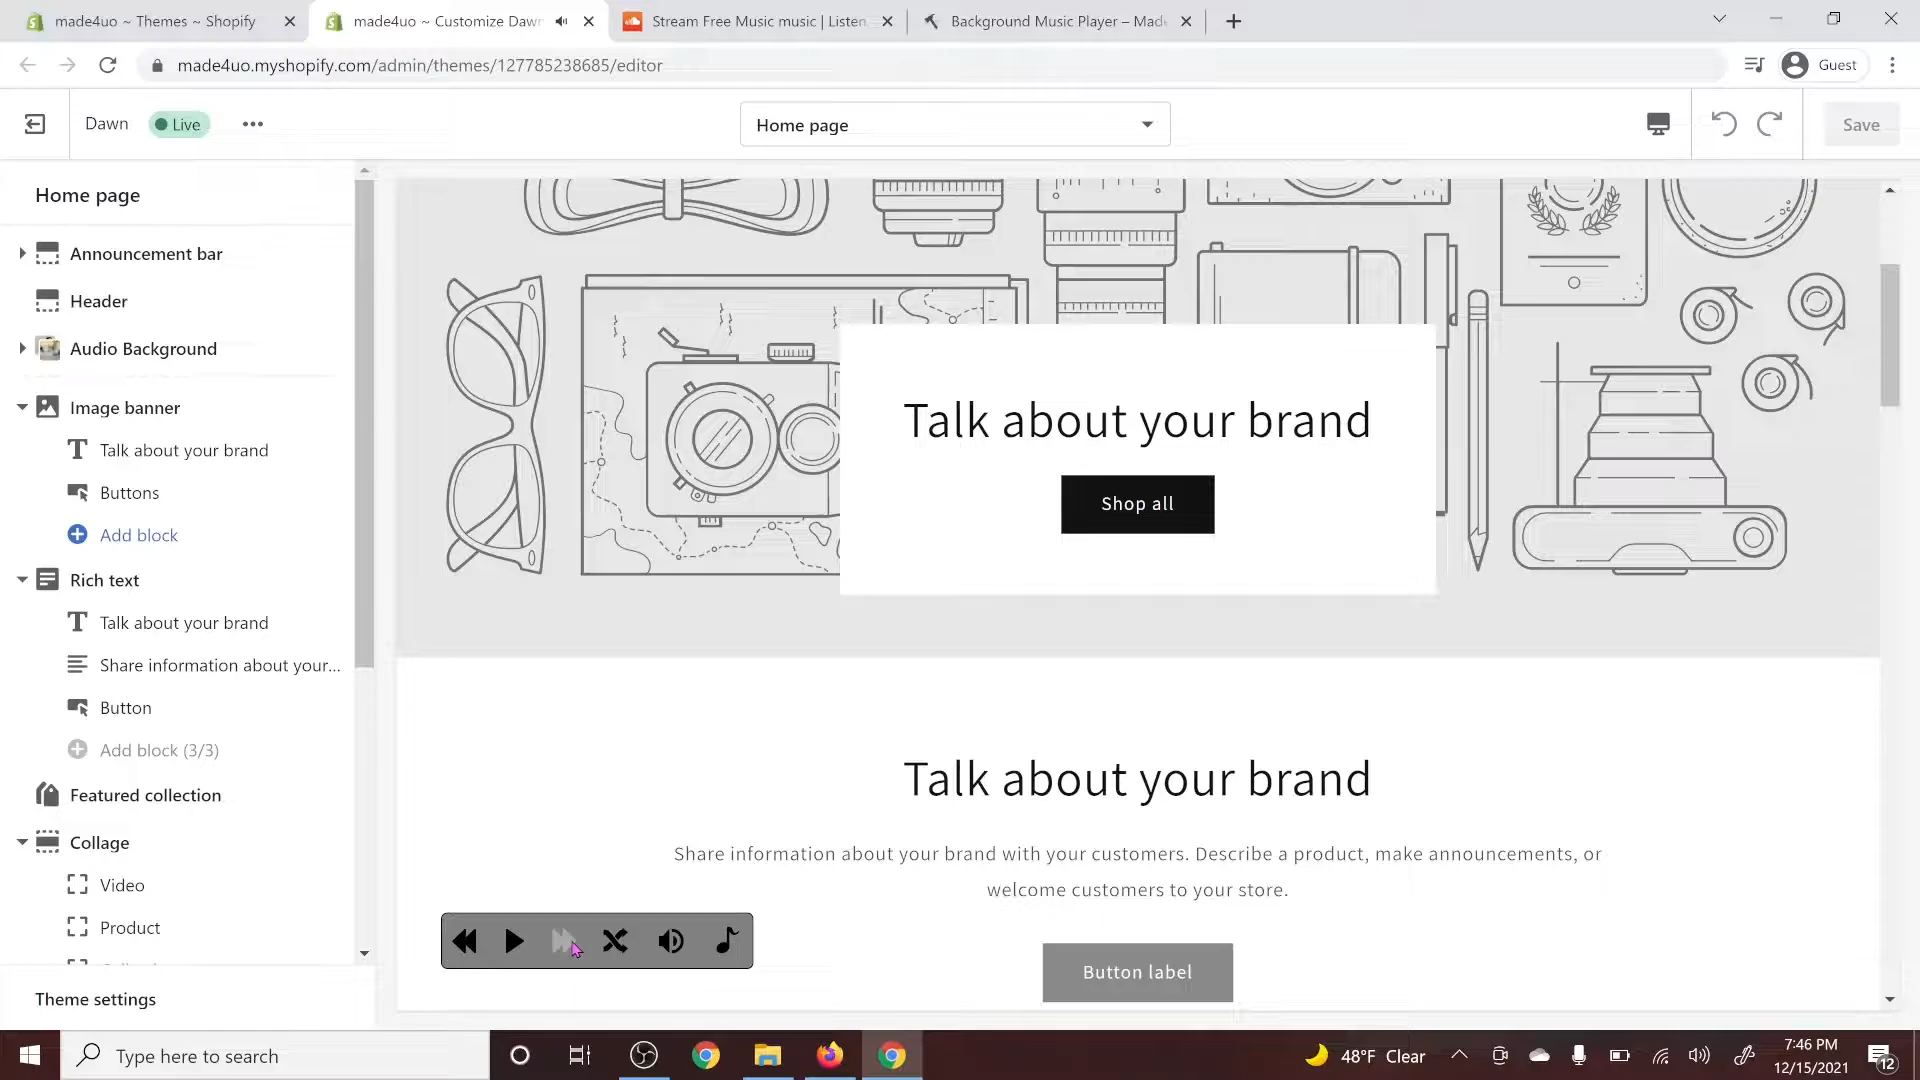 made4uo ~ Themes ~ Shopify
made4uo ~ Customize Dawn
Stream Free Music music | Listen
Background Music Player – Made
made4uo.myshopify.com/admin/themes/127785238685/editor
Guest
Dawn
Live
Home page
Save
Home page
Announcement bar
Header
Audio Background
Image banner
Talk about your brand
Buttons
Add block
Rich text
Talk about your brand
Share information about your...
Button
Add block (3/3)
Featured collection
Collage
Video
Product
Theme settings
Talk about your brand
Shop all
Talk about your brand
Share information about your brand with your customers. Describe a product, make announcements, or
welcome customers to your store.
Button label
Type here to search
48°F Clear
7:46 PM
12/15/2021
12